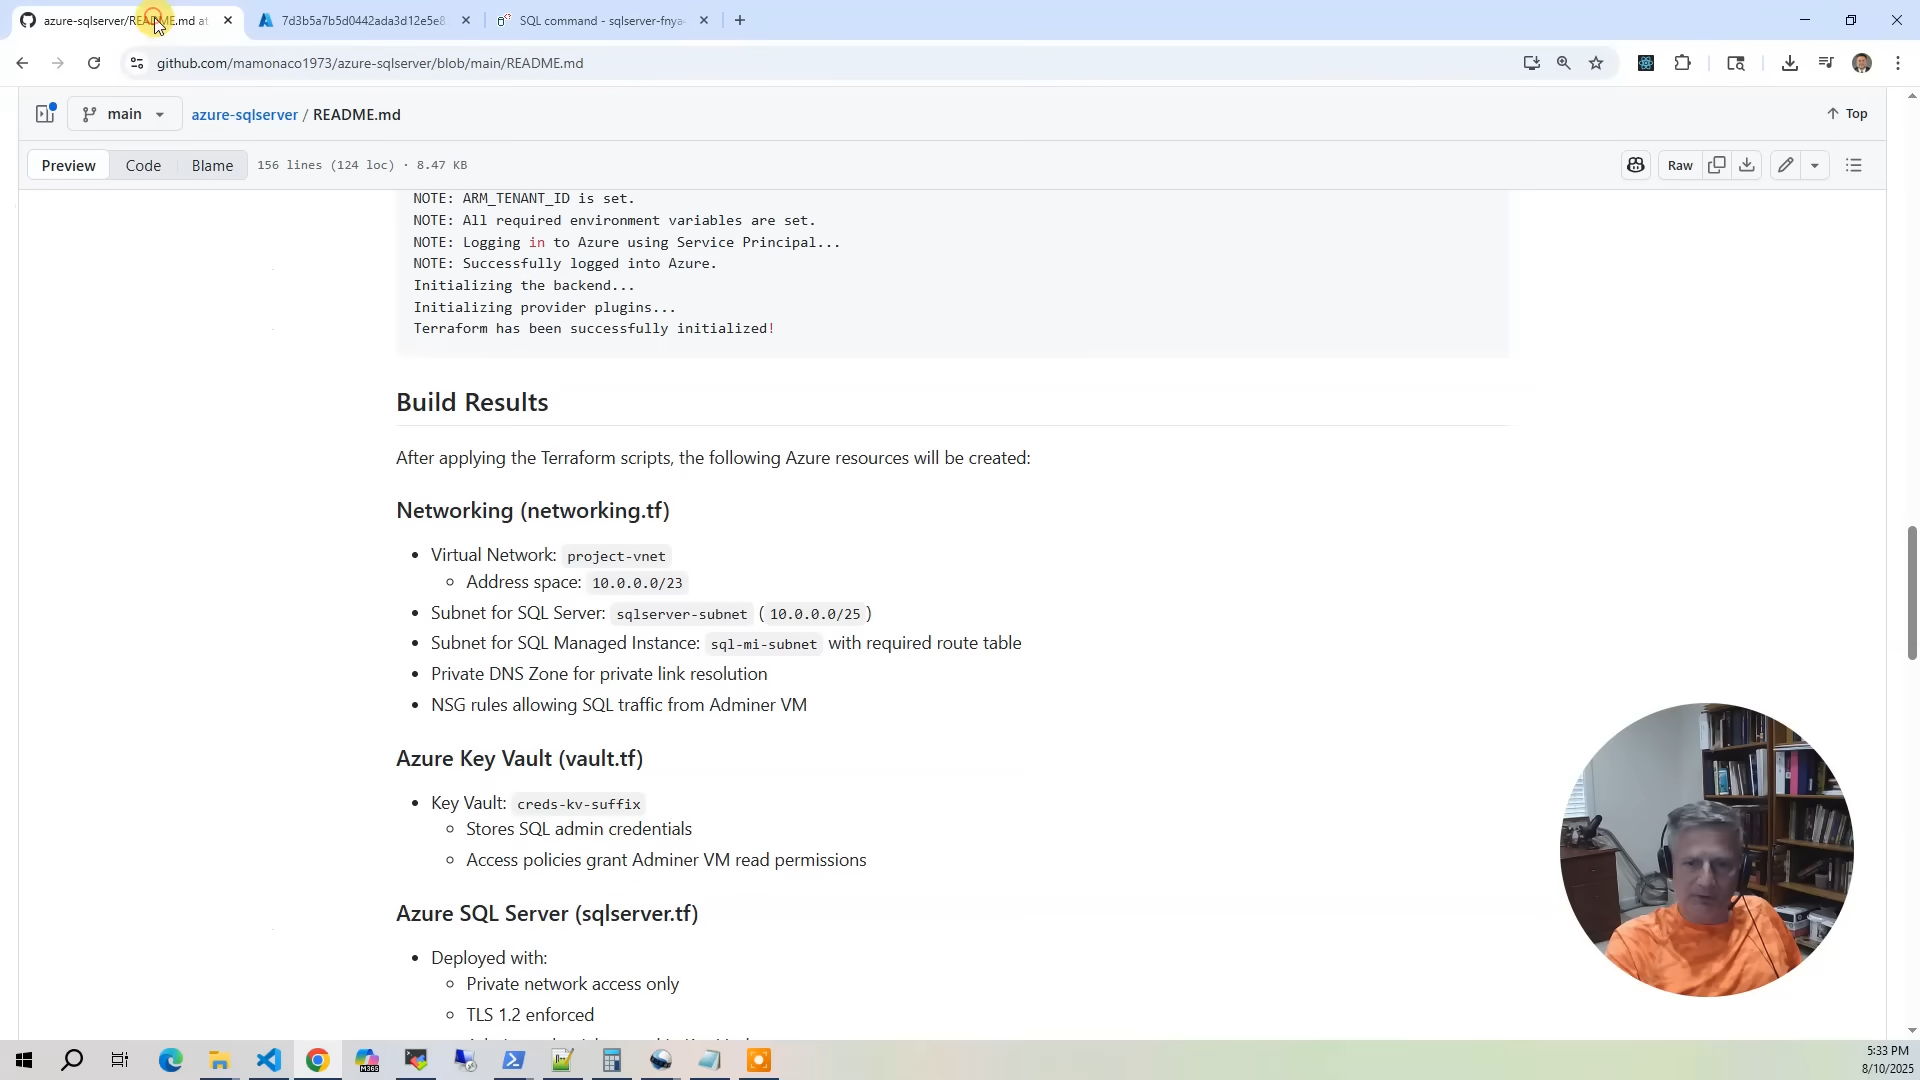 azure-sqlserver/README.md at
7d3b5a7b5d0442ada3d12e5e8
SQL command - sqlserver-fnya
github.com/mamonaco1973/azure-sqlserver/blob/main/README.md
main
azure-sqlserver / README.md
Top
Preview
Code
Blame
156 lines (124 loc) · 8.47 KB
Raw
NOTE: ARM_TENANT_ID is set.
NOTE: All required environment variables are set.
NOTE: Logging in to Azure using Service Principal...
NOTE: Successfully logged into Azure.
Initializing the backend...
Initializing provider plugins...
Terraform has been successfully initialized!
Build Results
After applying the Terraform scripts, the following Azure resources will be created:
Networking (networking.tf)
Virtual Network: project-vnet
Address space: 10.0.0.0/23
Subnet for SQL Server: sqlserver-subnet ( 10.0.0.0/25 )
Subnet for SQL Managed Instance: sql-mi-subnet with required route table
Private DNS Zone for private link resolution
NSG rules allowing SQL traffic from Adminer VM
Azure Key Vault (vault.tf)
Key Vault: creds-kv-suffix
Stores SQL admin credentials
Access policies grant Adminer VM read permissions
Azure SQL Server (sqlserver.tf)
Deployed with:
Private network access only
TLS 1.2 enforced
M365
5:33 PM
8/10/2025